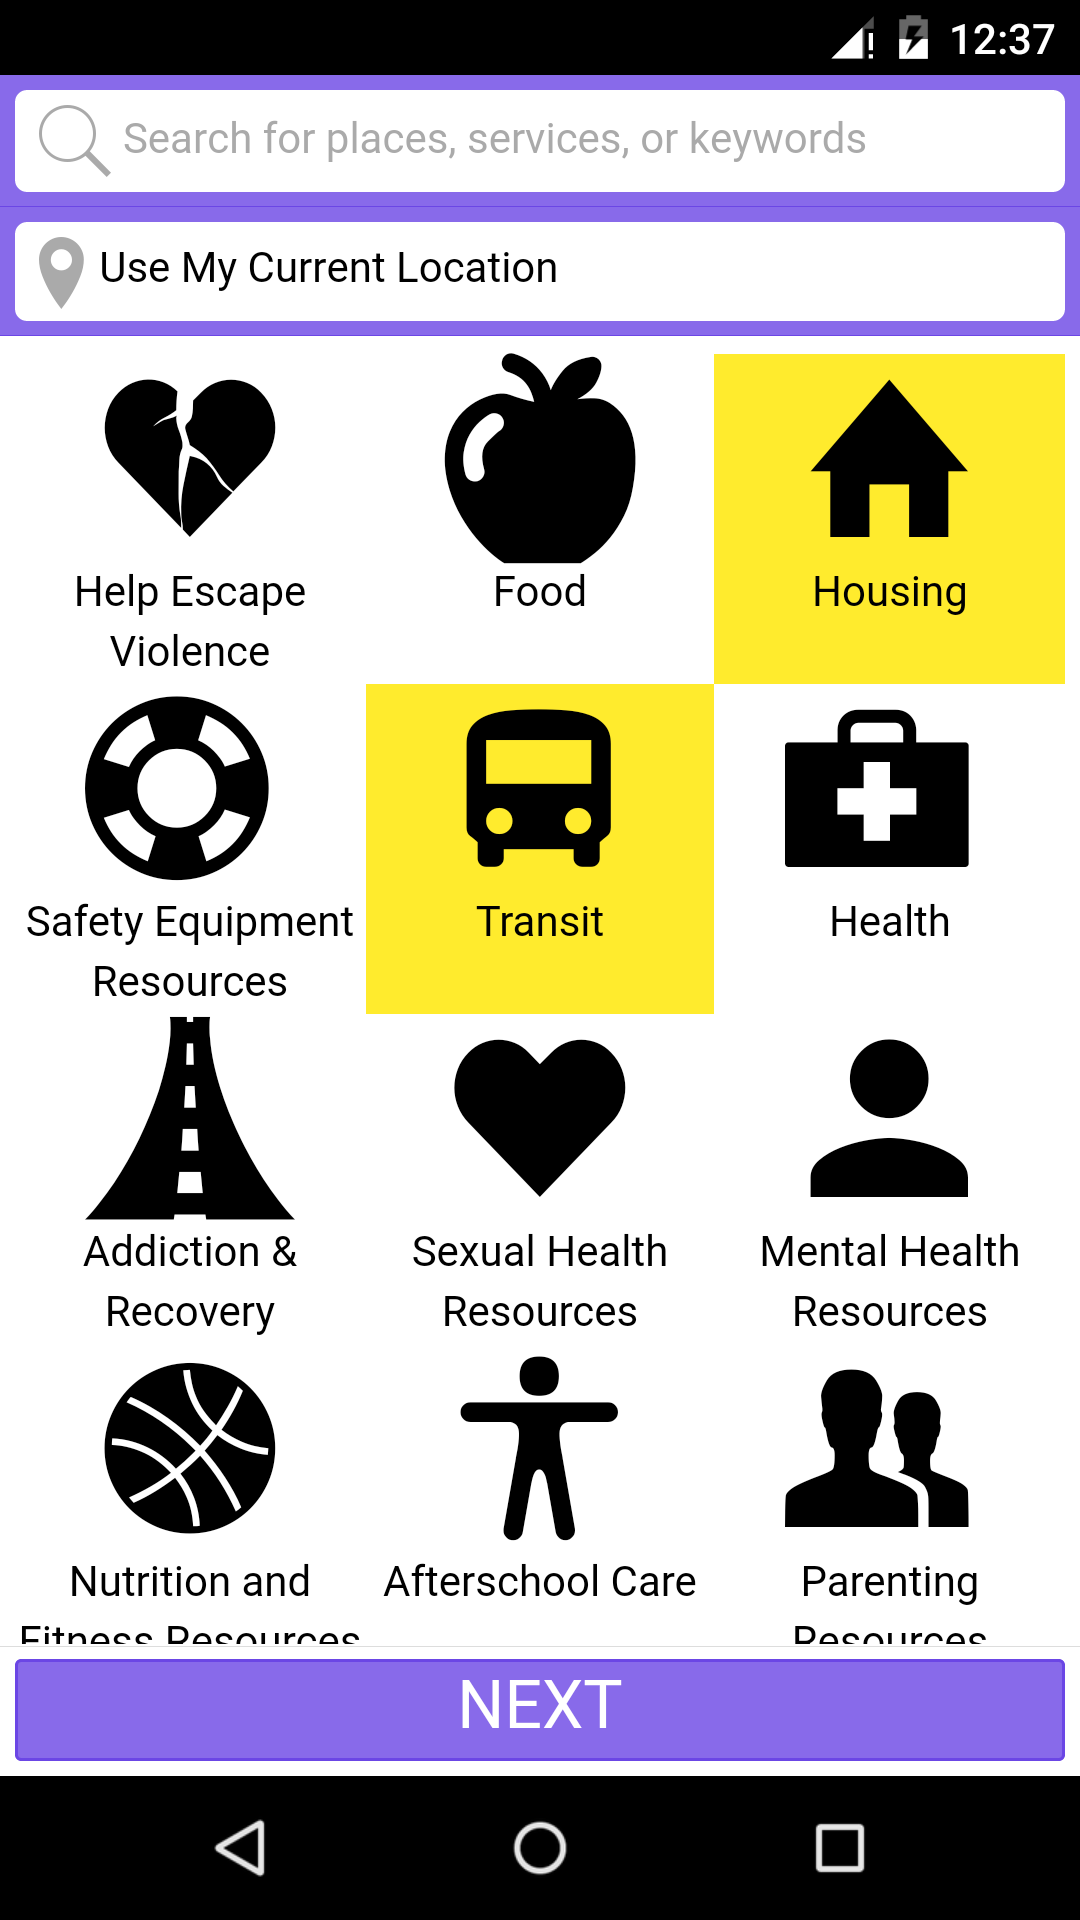 12:37
Search for places, services, or keywords
Use My Current Location
Help Escape
Violence
Food
Housing
Safety Equipment
Resources
Transit
Health
Addiction &
Recovery
Sexual Health
Resources
Mental Health
Resources
Nutrition and
Fitness Resources
Afterschool Care
Parenting
Resources
NEXT